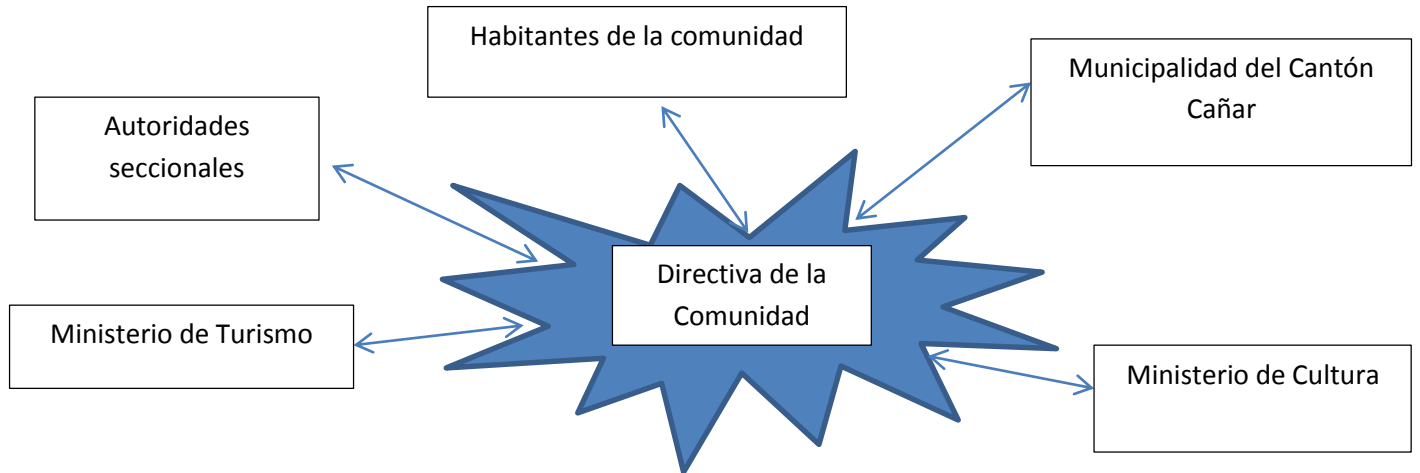 Habitantes de la comunidad
Municipalidad del Cantón
Cañar
Autoridades
seccionales
Directiva de la
Comunidad
Ministerio de Turismo
Ministerio de Cultura